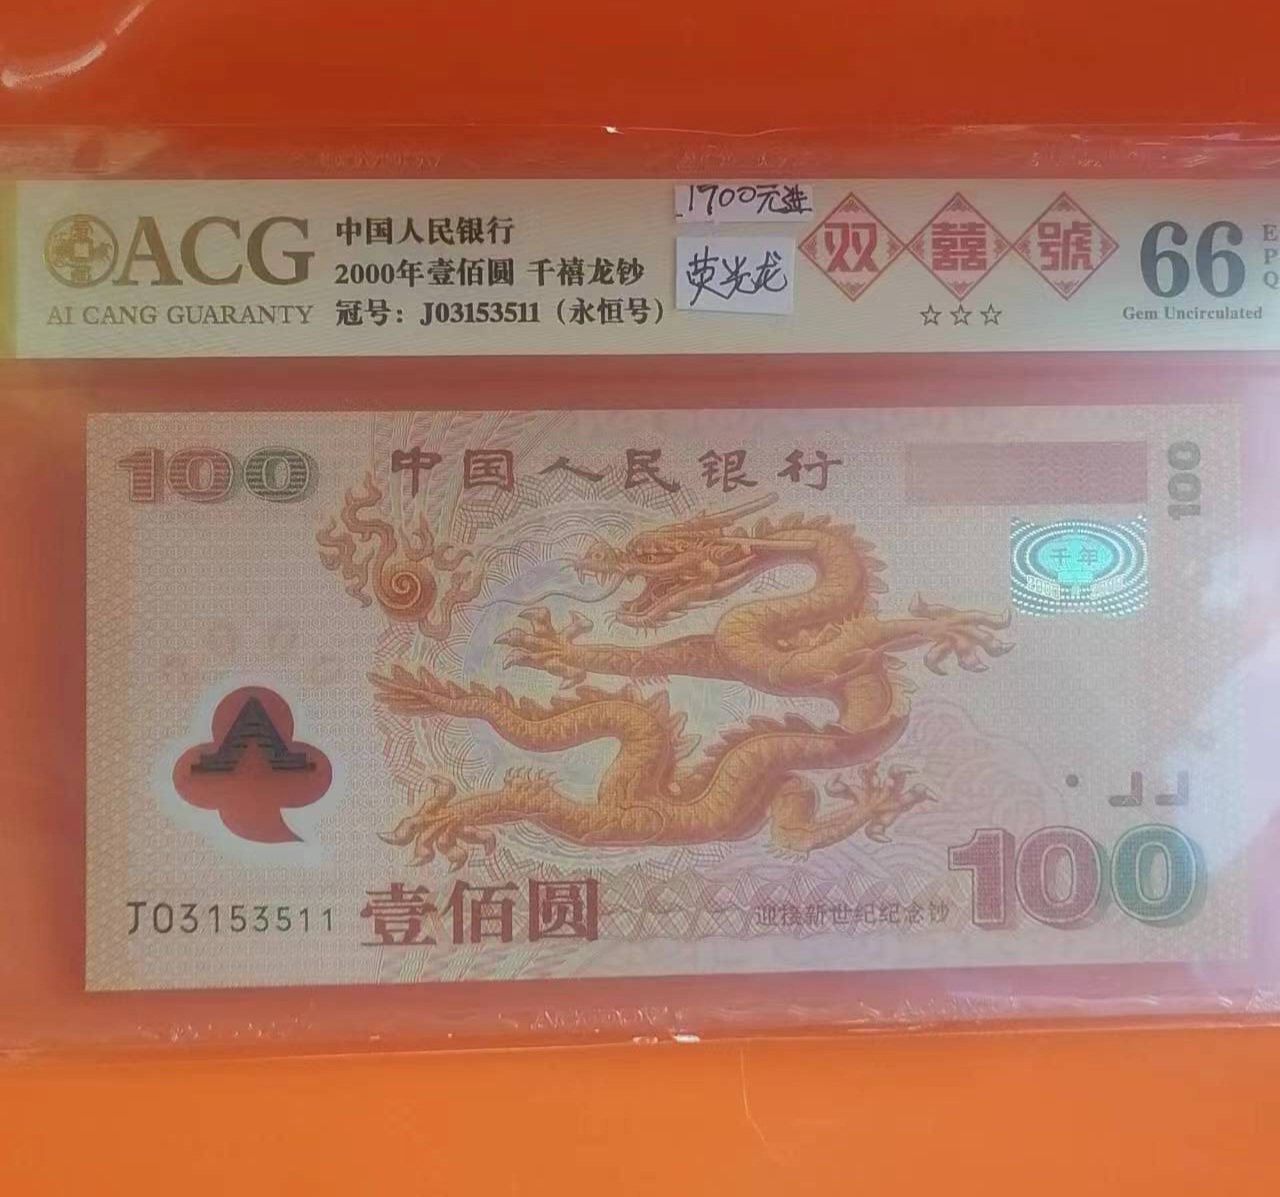 1700元进
ACG
AI CANG GUARANTY
中国人民银行
2000年壹佰圆 千禧龙钞
冠号：J03153511（永恒号）
荧光龙
双囍號
☆☆☆
66
EPQ
Gem Uncirculated
100
中国人民银行
100
千年
J03153511
壹佰圆
迎接新世纪纪念钞
100